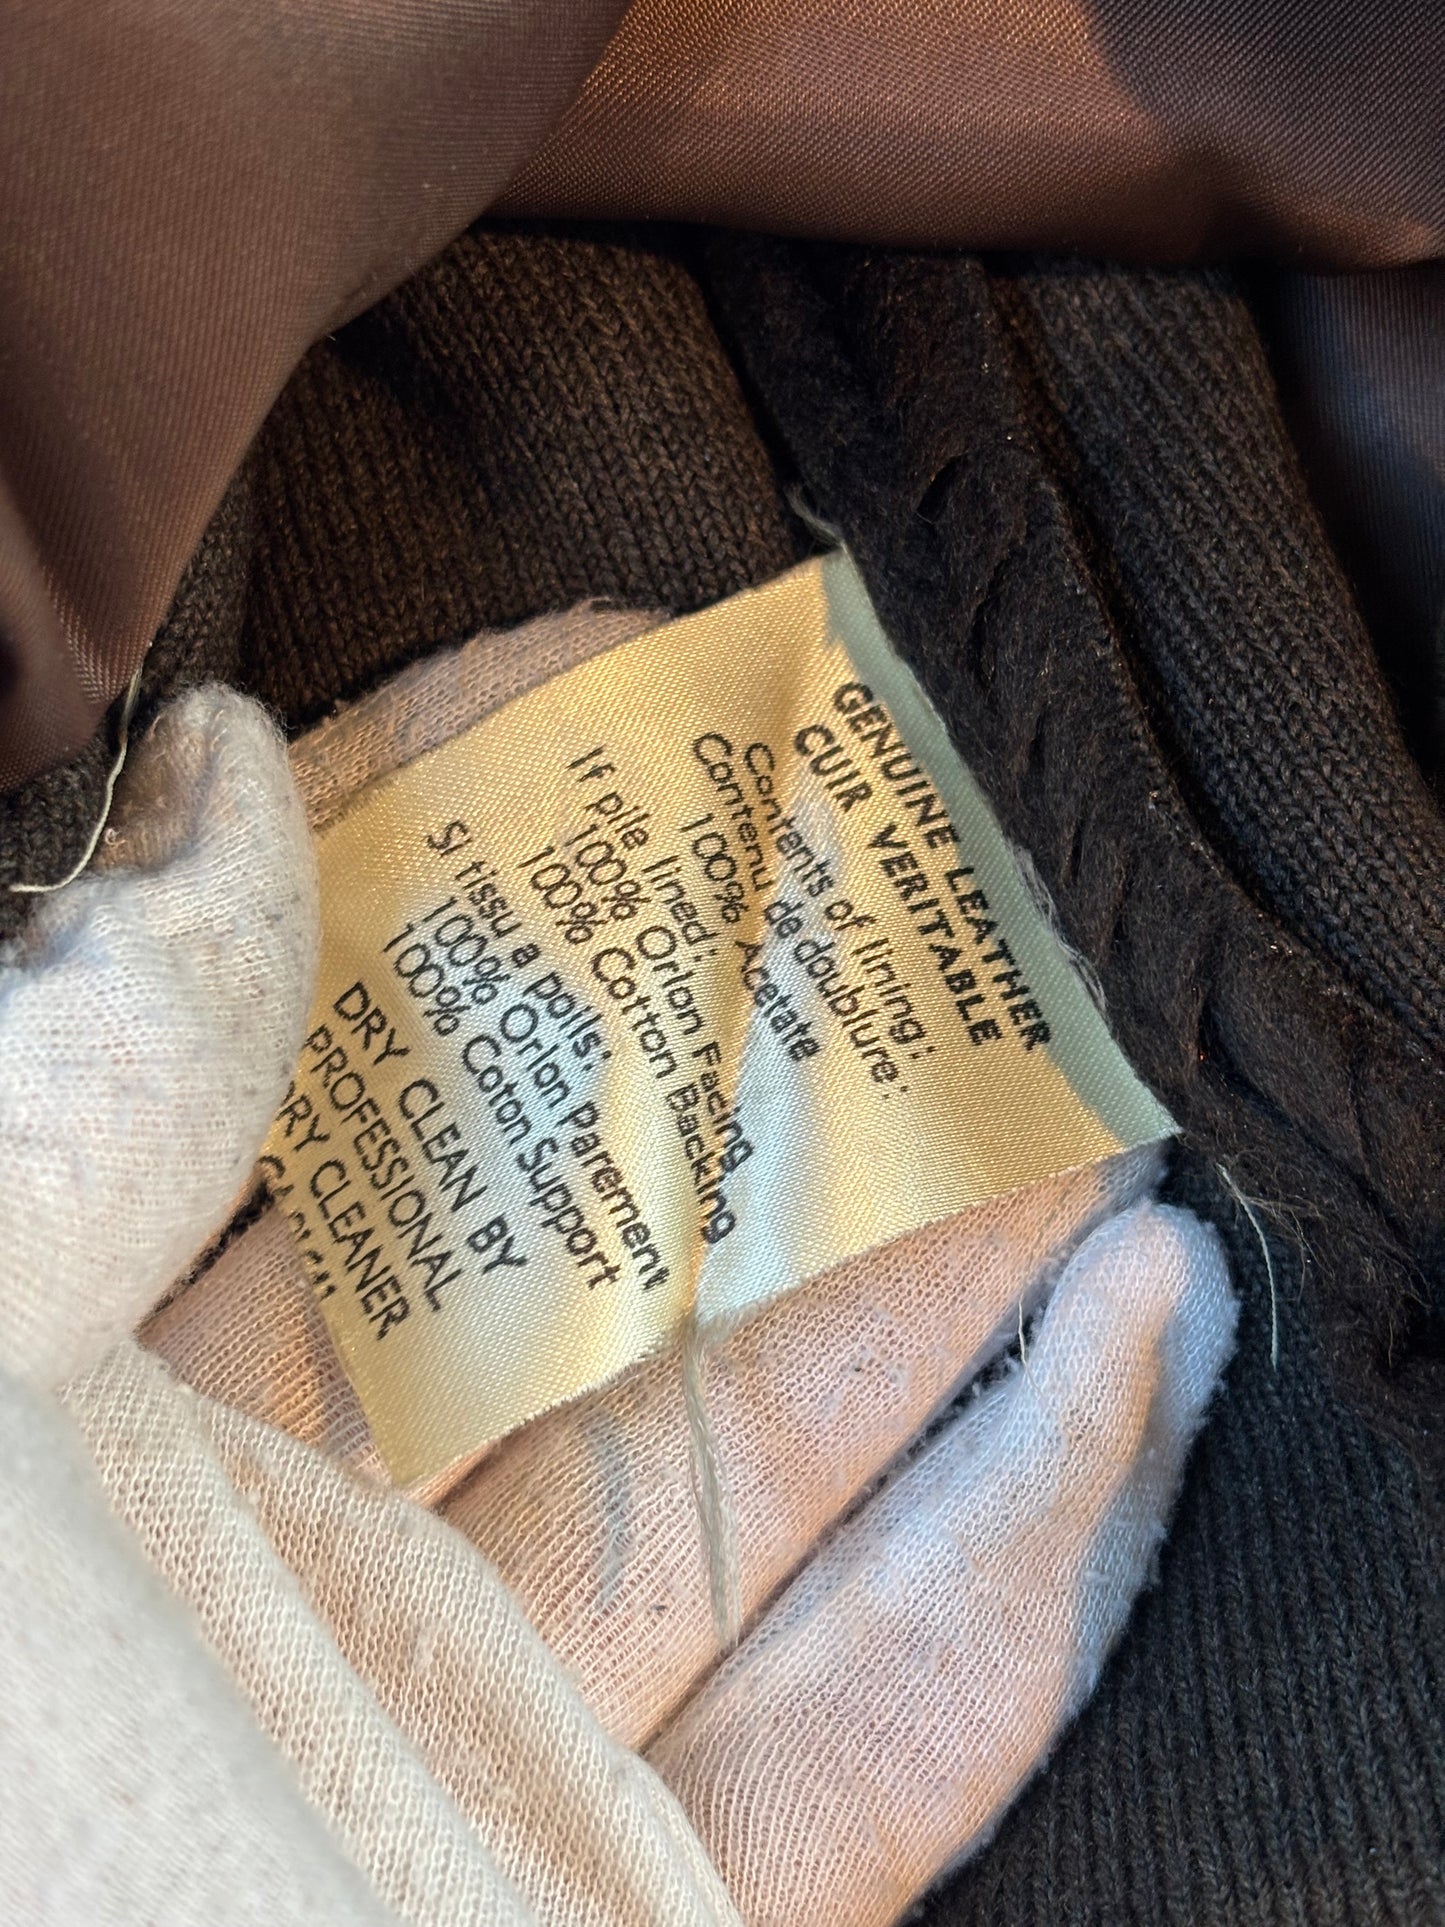 GENUINE LEATHER
CUIR VERITABLE
Contents of lining:
Contenu de doublure:
100% Acetate
If pile lined:
100% Orlon Facing
100% Cotton Backing
Si tissu a poils:
100% Orlon Parement
100% Coton Support
DRY CLEAN BY
PROFESSIONAL
DRY CLEANER